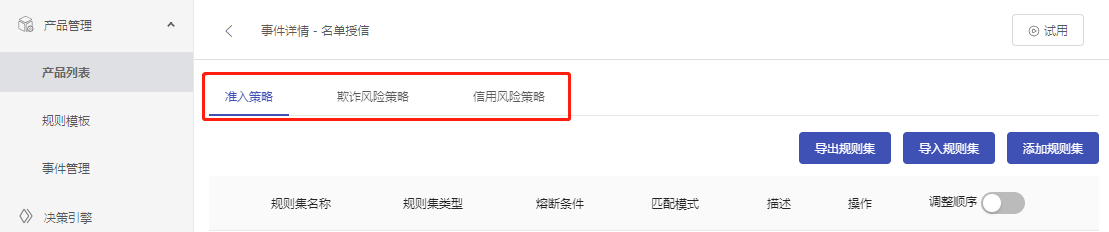 产品管理
产品列表
规则模板
事件管理
决策引擎
事件详情 - 名单授信
试用
准入策略 欺诈风险策略 信用风险策略
导出规则集 导入规则集 添加规则集
规则集名称 规则集类型 熔断条件 匹配模式 描述 操作 调整顺序